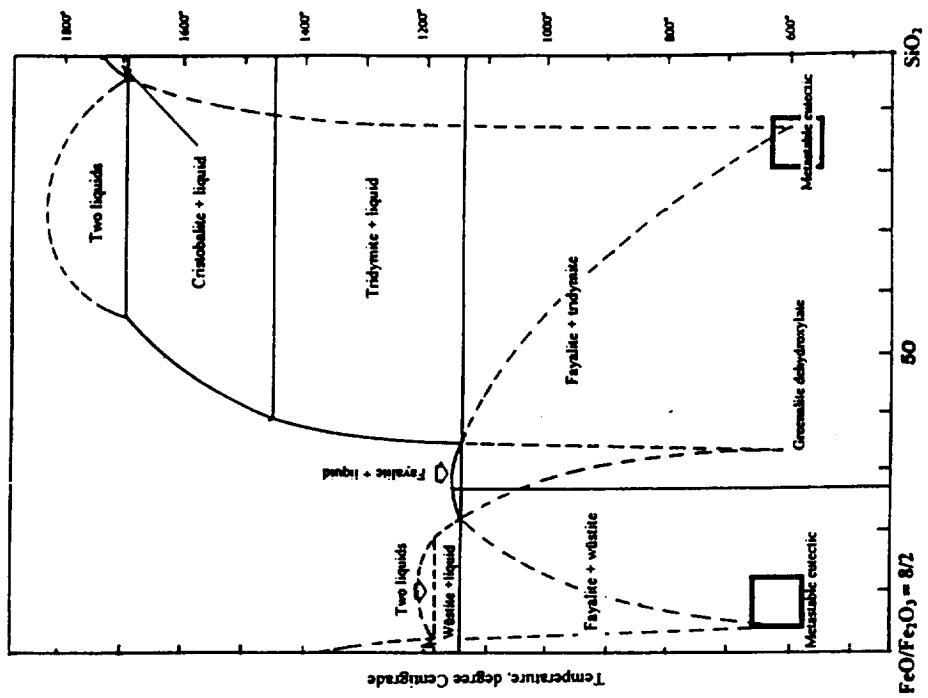 1800°
1600°
1400°
1200°
1000°
800°
600°
Two liquids
Cristobalite + liquid
Tridymite + liquid
Fayalite + tridymite
Metastable eutectic
Greenalite dehydroxylate
Fayalite + liquid
Two liquids
Wüstite +liquid
Fayalite + wüstite
Metastable eutectic
Temperature, degree Centigrade
FeO/Fe₂O₃ = 8/2
50
SiO₂